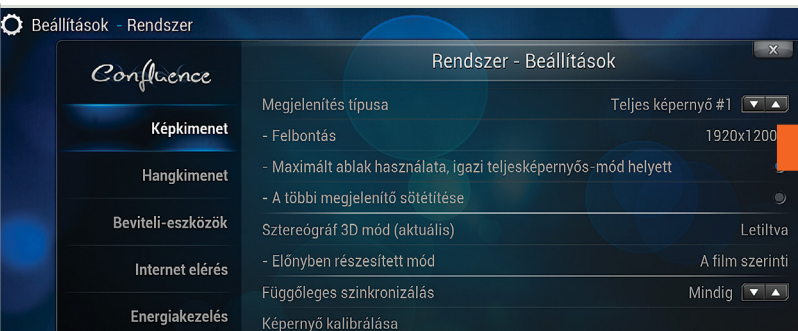 Beállítások - Rendszer
Confluence
Rendszer - Beállítások
Képkimenet
Hangkimenet
Beviteli-eszközök
Internet elérés
Energiakezelés
Megjelenítés típusa Teljes képernyő #1
- Felbontás 1920x1200
- Maximált ablak használata, igazi teljesképernyős-mód helyett
- A többi megjelenítő sötétítése
Sztereógráf 3D mód (aktuális) Letiltva
- Előnyben részesített mód A film szerinti
Függőleges szinkronizálás Mindig
Képernyő kalibrálása